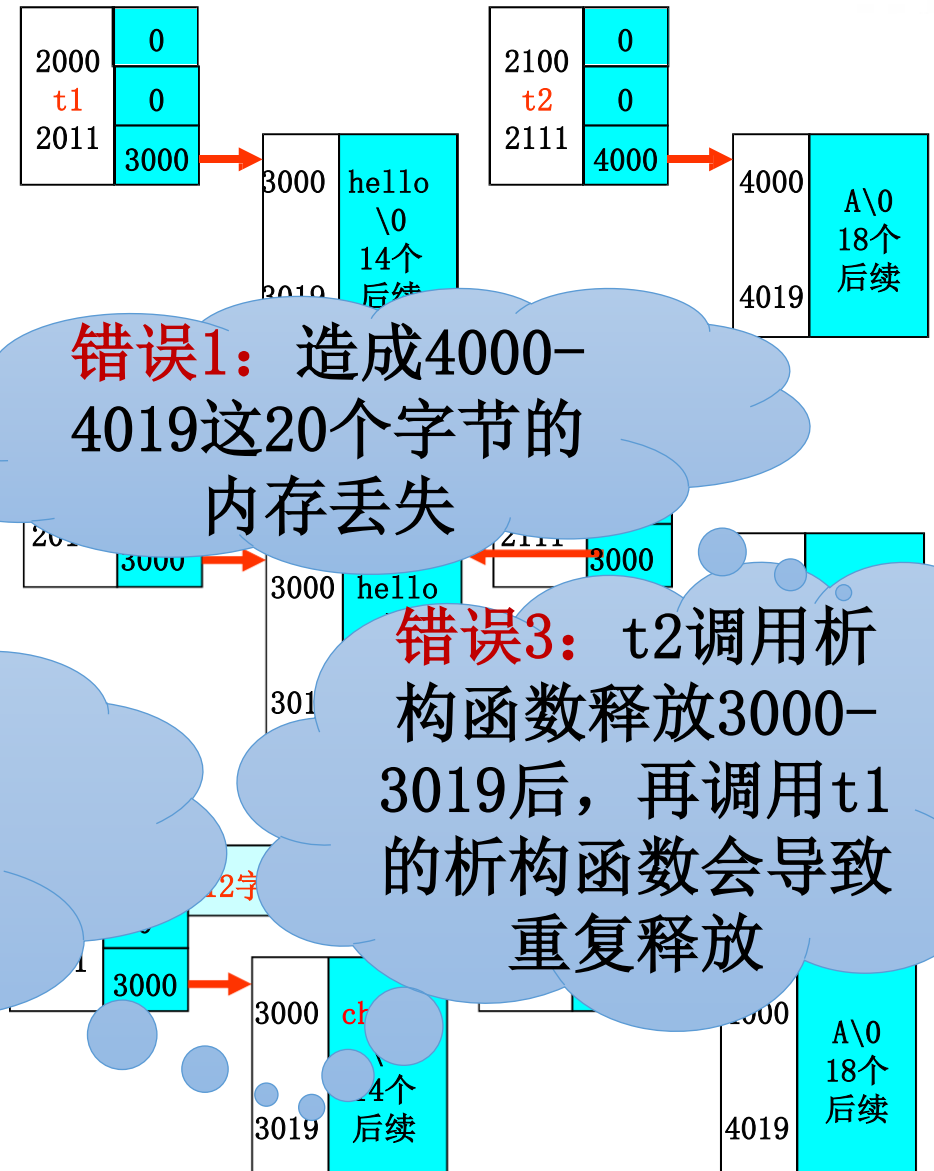 0
2000
t1
0
2011
3000
0
2100
t2
0
2111
4000
3000
hello
\0
14个
后续
3019
4000
A\0
18个
后续
4019
错误1：造成4000-
4019这20个字节的
内存丢失
3000
2111
3000
3000
hello
错误3：t2调用析
构函数释放3000-
3019后，再调用t1
的析构函数会导致
重复释放
3000
3000
14个
后续
3019
A\0
18个
后续
4019